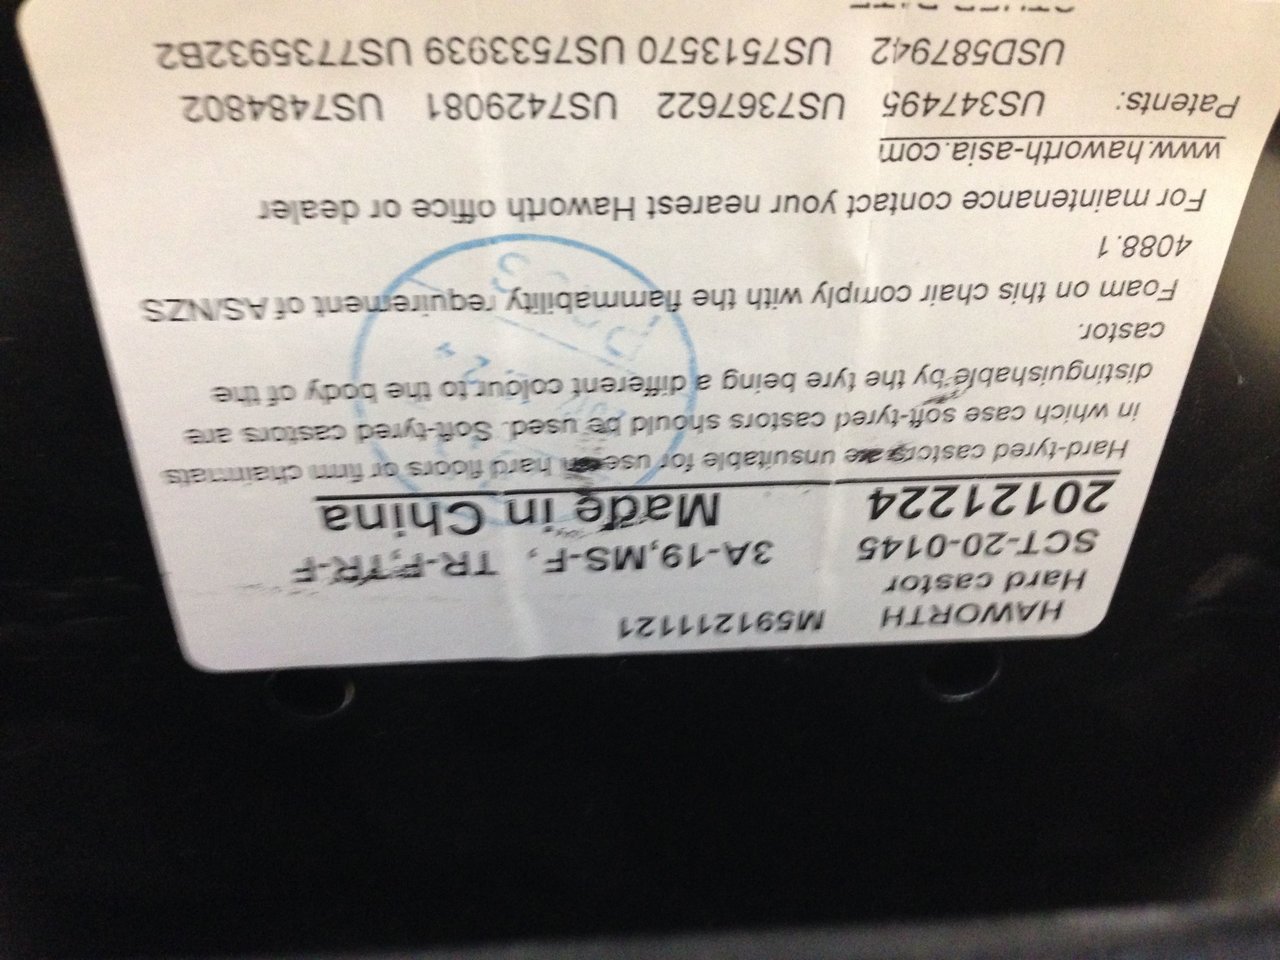 HAWORTH M591211121
Hard castor
SCT-20-0145 3A-19,MS-F, TR-F,TR-F
20121224 Made in China
Hard-tyred castors are unsuitable for use on hard floors or firm chairmats
in which case soft-tyred castors should be used. Soft-tyred castors are
distinguishable by the tyre being a different colour to the body of the
castor.
Foam on this chair comply with the flammability requirement of AS/NZS
4088.1
For maintenance contact your nearest Haworth office or dealer
www.haworth-asia.com
Patents: US347495 US7367622 US7429081 US7484802
USD587942 US7513570 US7533939 US7735932B2